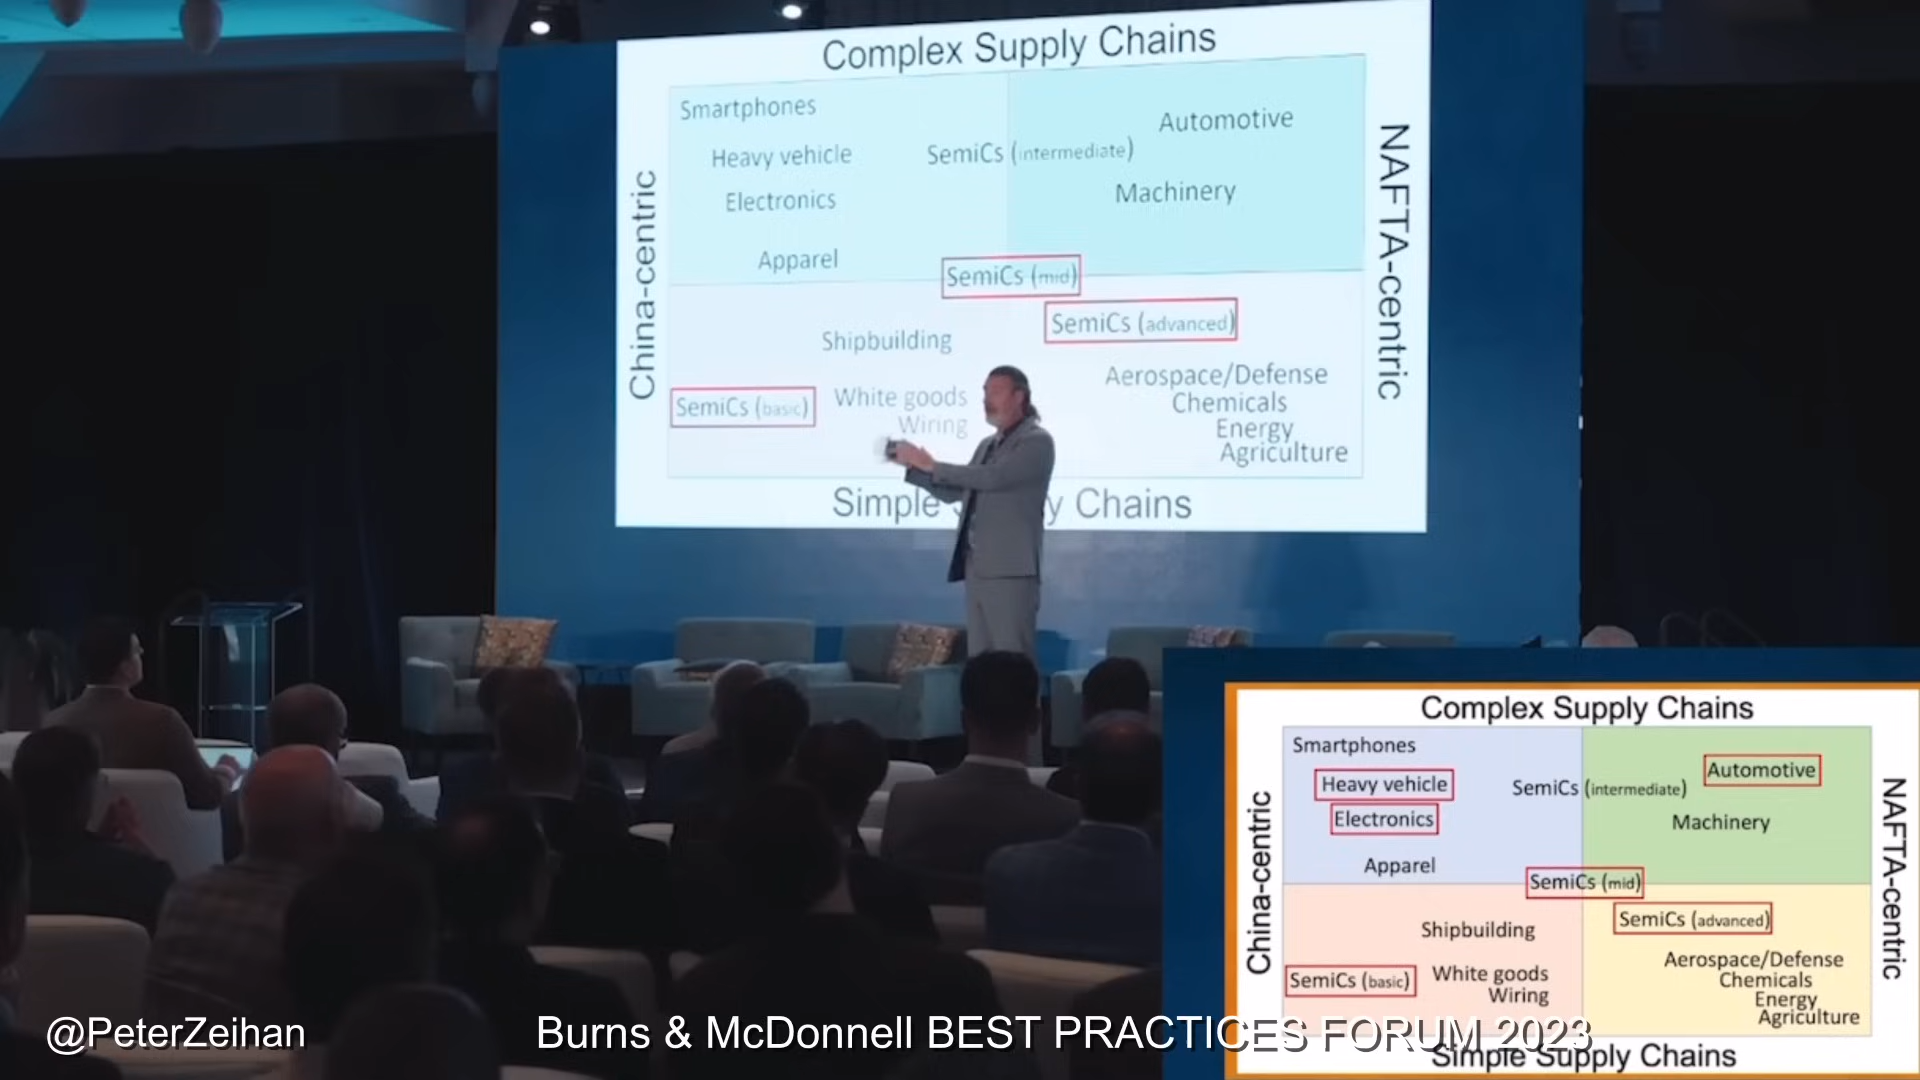 Complex Supply Chains
Smartphones
Automotive
Heavy vehicle
SemiCs (intermediate)
Electronics
Machinery
Apparel
SemiCs (mid)
SemiCs (advanced)
Shipbuilding
Aerospace/Defense
SemiCs (basic)
White goods
Chemicals
Wiring
Energy
Agriculture
Simple
y Chains
China-centric
NAFTA-centric
Complex Supply Chains
Smartphones
Automotive
Heavy vehicle
SemiCs (intermediate)
Electronics
Machinery
Apparel
SemiCs (mid)
SemiCs (advanced)
Shipbuilding
Aerospace/Defense
SemiCs (basic)
White goods
Chemicals
Wiring
Energy
Agriculture
Simple Supply Chains
China-centric
NAFTA-centric
@PeterZeihan
Burns & McDonnell BEST PRACTICES FORUM 2023